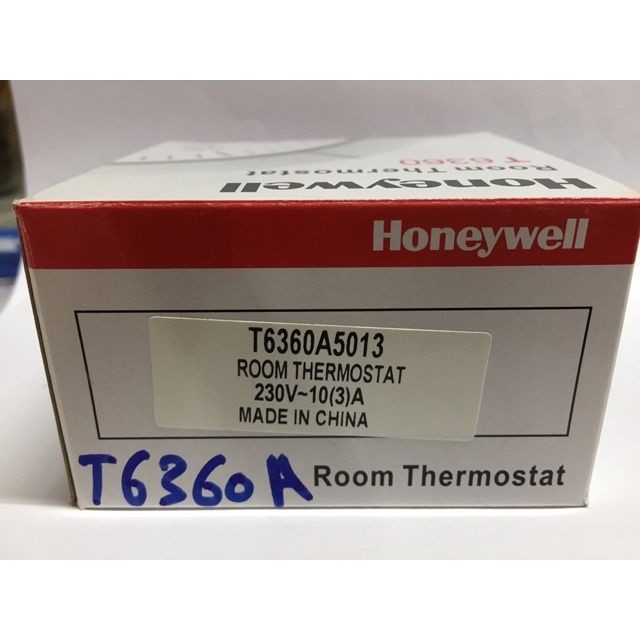 T6360
Room Thermostat
Honeywell
Honeywell
T6360A5013
ROOM THERMOSTAT
230V~10(3)A
MADE IN CHINA
T6360A Room Thermostat